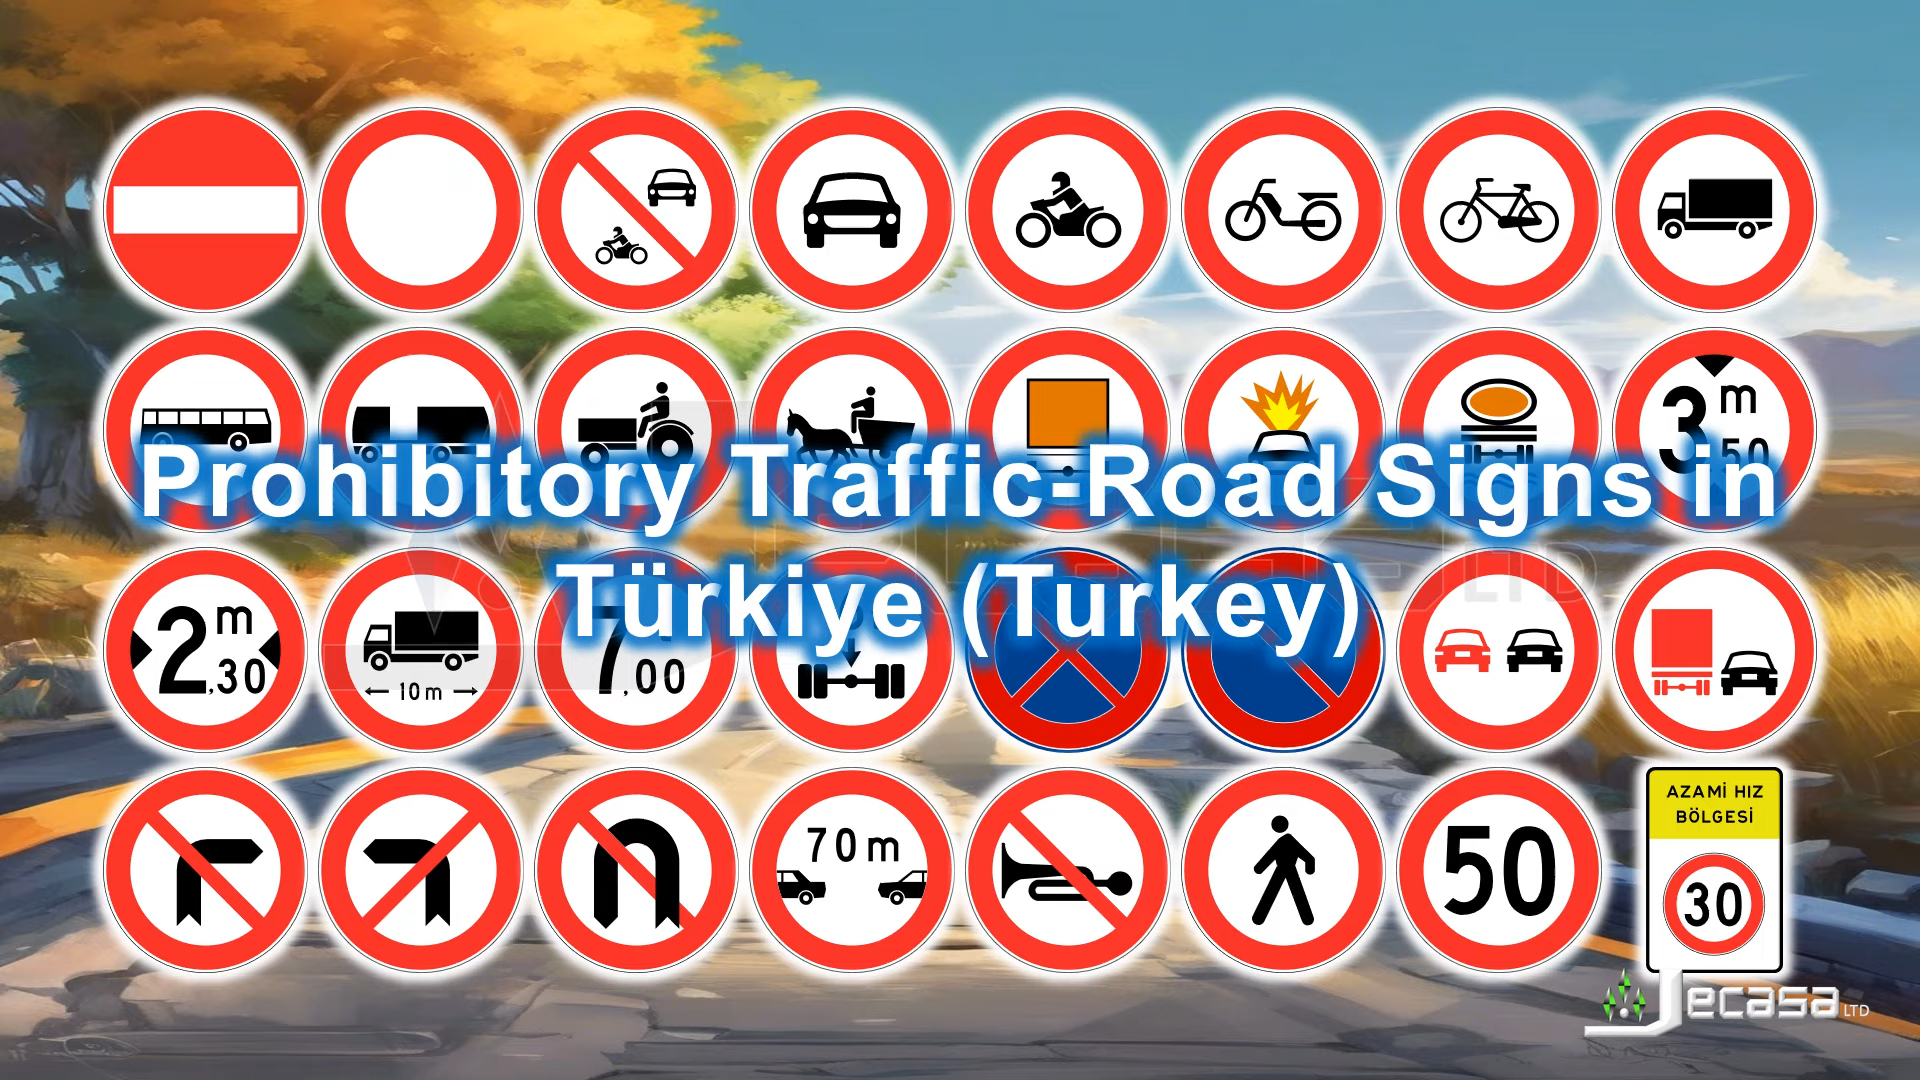 3 m
50
Prohibitory Traffic-Road Signs in
Türkiye (Turkey)
2 m
,30
10 m
7
,00
70 m
50
AZAMİ HIZ
BÖLGESİ
30
Jecasa LTD
LTD